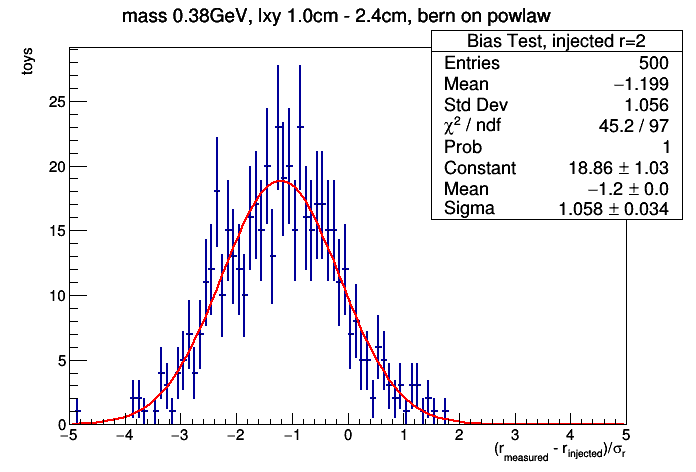 mass 0.38GeV, lxy 1.0cm - 2.4cm, bern on powlaw
toys
Bias Test, injected r=2
Entries 500
Mean −1.199
Std Dev 1.056
χ² / ndf 45.2 / 97
Prob 1
Constant 18.86 ± 1.03
Mean −1.2 ± 0.0
Sigma 1.058 ± 0.034
25
20
15
10
5
0
−5 −4 −3 −2 −1 0 1 2 3 4 5
(r_measured - r_injected)/σ_r